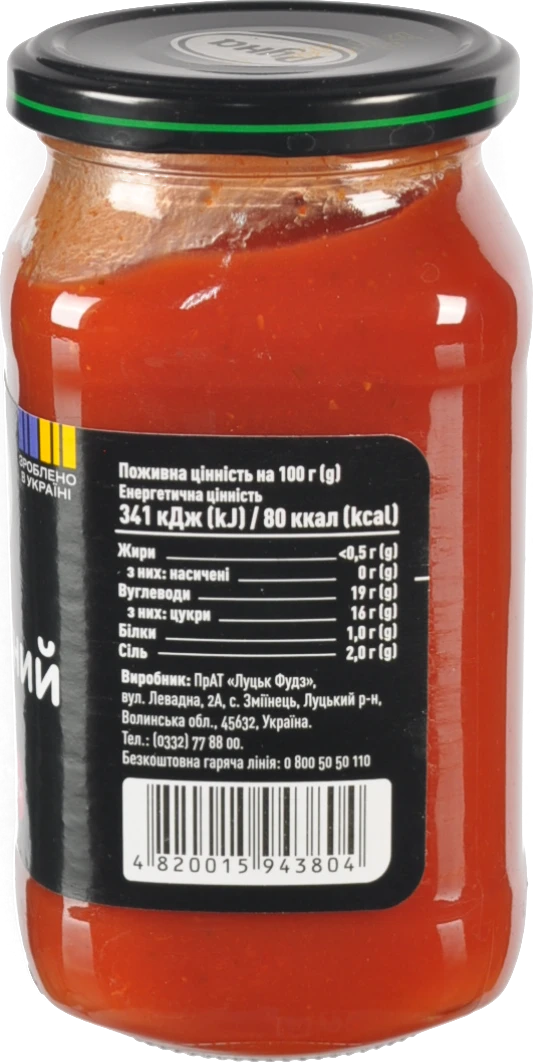 Руна
ЗРОБЛЕНО
В УКРАЇНІ
Поживна цінність на 100 г (g)
Енергетична цінність
341 кДж (kJ) / 80 ккал (kcal)
Жири <0,5 г (g)
з них: насичені 0 г (g)
Вуглеводи 19 г (g)
з них: цукри 16 г (g)
Білки 1,0 г (g)
Сіль 2,0 г (g)
Виробник: ПрАТ «Луцьк Фудз»,
вул. Левадна, 2А, с. Зміїнець, Луцький р-н,
Волинська обл., 45632, Україна.
Тел.: (0332) 77 88 00.
Безкоштовна гаряча лінія: 0 800 50 50 110
4 820015 943804